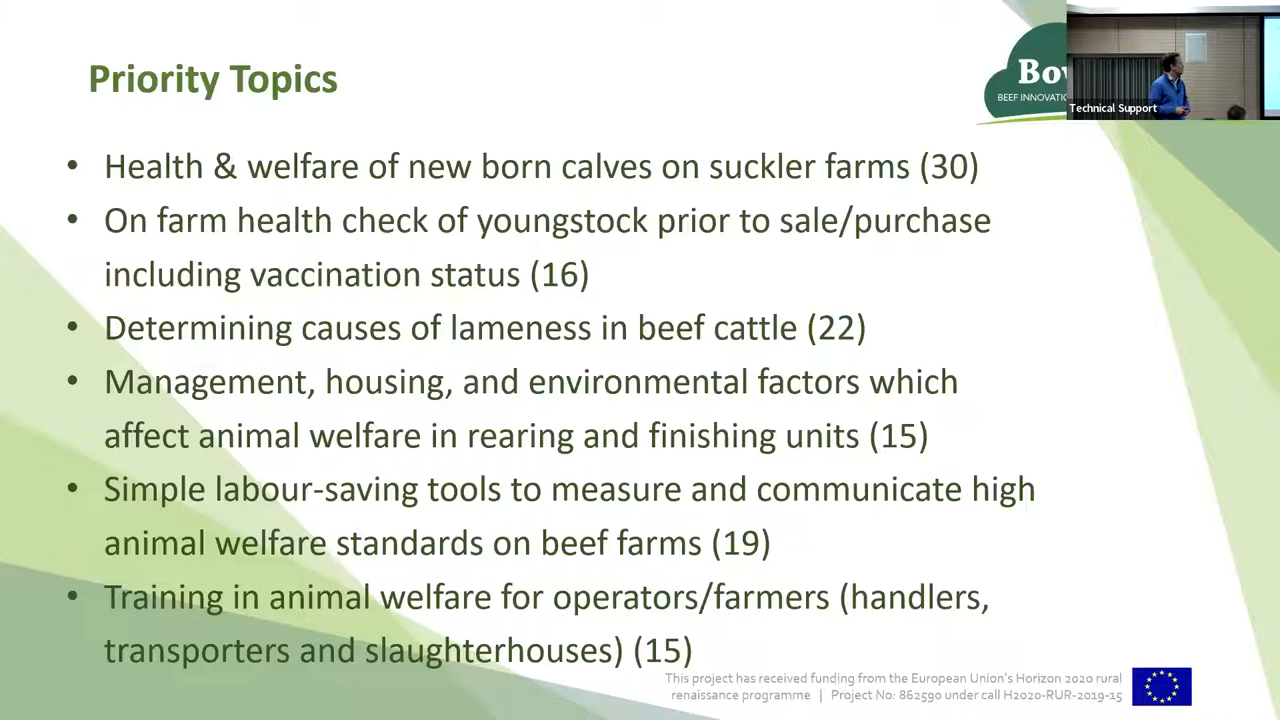 Priority Topics
BEEF INNOVATIO
Technical Support
• Health & welfare of new born calves on suckler farms (30)
• On farm health check of youngstock prior to sale/purchase
including vaccination status (16)
• Determining causes of lameness in beef cattle (22)
• Management, housing, and environmental factors which
affect animal welfare in rearing and finishing units (15)
• Simple labour-saving tools to measure and communicate high
animal welfare standards on beef farms (19)
• Training in animal welfare for operators/farmers (handlers,
transporters and slaughterhouses) (15)
This project has received funding from the European Union's Horizon 2020 rural
renaissance programme | Project No: 862590 under call H2020-RUR-2019-15